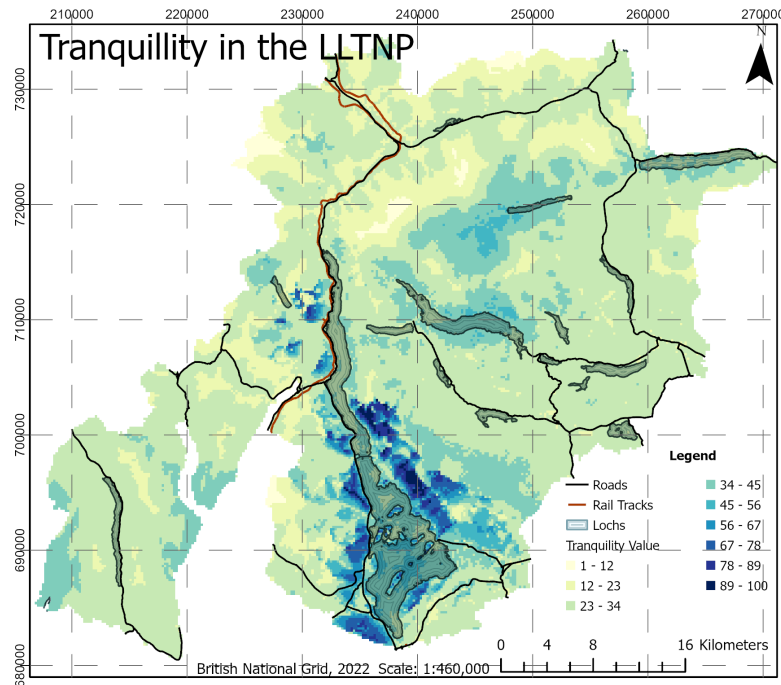 210000 220000 230000 240000 250000 260000 270000
Tranquillity in the LLTNP
N
730000
720000
710000
700000
690000
680000
Legend
Roads
Rail Tracks
Lochs
Tranquility Value
1 - 12
12 - 23
23 - 34
34 - 45
45 - 56
56 - 67
67 - 78
78 - 89
89 - 100
0 4 8 16 Kilometers
British National Grid, 2022 Scale: 1:460,000